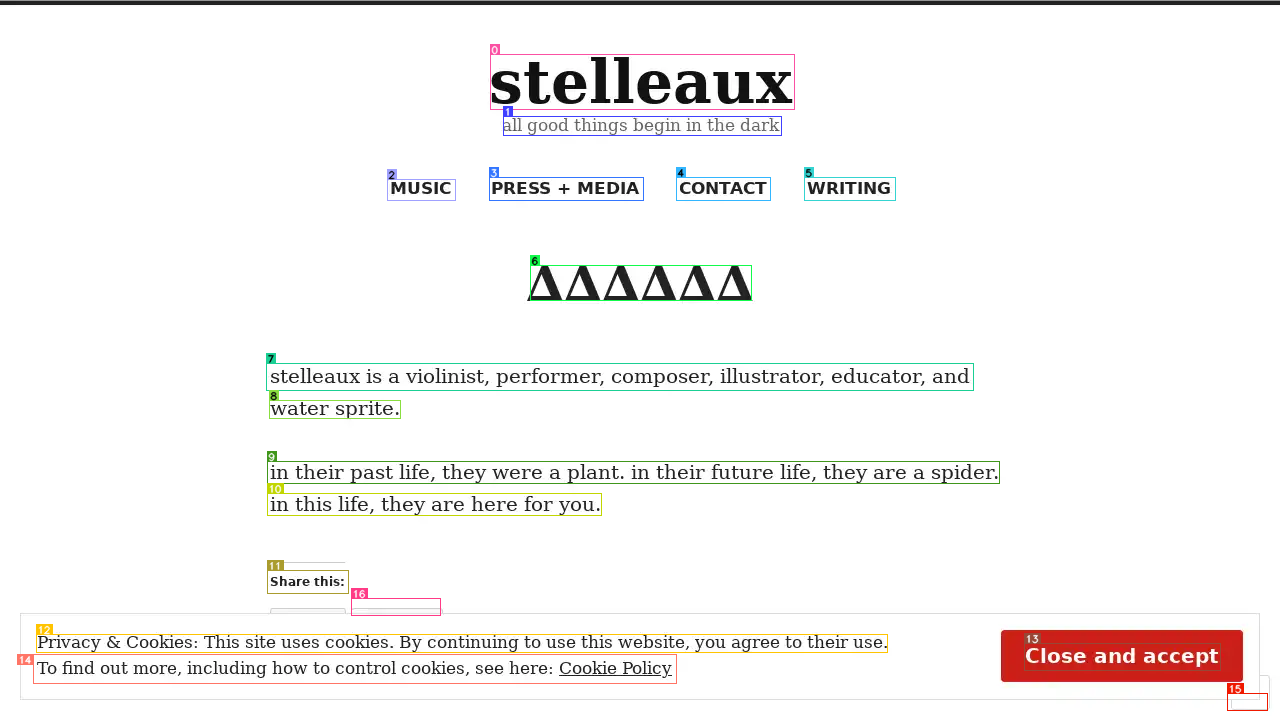 stelleaux
all good things begin in the dark
MUSIC PRESS + MEDIA CONTACT WRITING
ΔΔΔΔΔΔ
stelleaux is a violinist, performer, composer, illustrator, educator, and
water sprite.
in their past life, they were a plant. in their future life, they are a spider.
in this life, they are here for you.
Share this:
Privacy & Cookies: This site uses cookies. By continuing to use this website, you agree to their use.
To find out more, including how to control cookies, see here: Cookie Policy
Close and accept
0
1
2
3
4
5
6
7
8
9
10
11
12
13
14
15
16